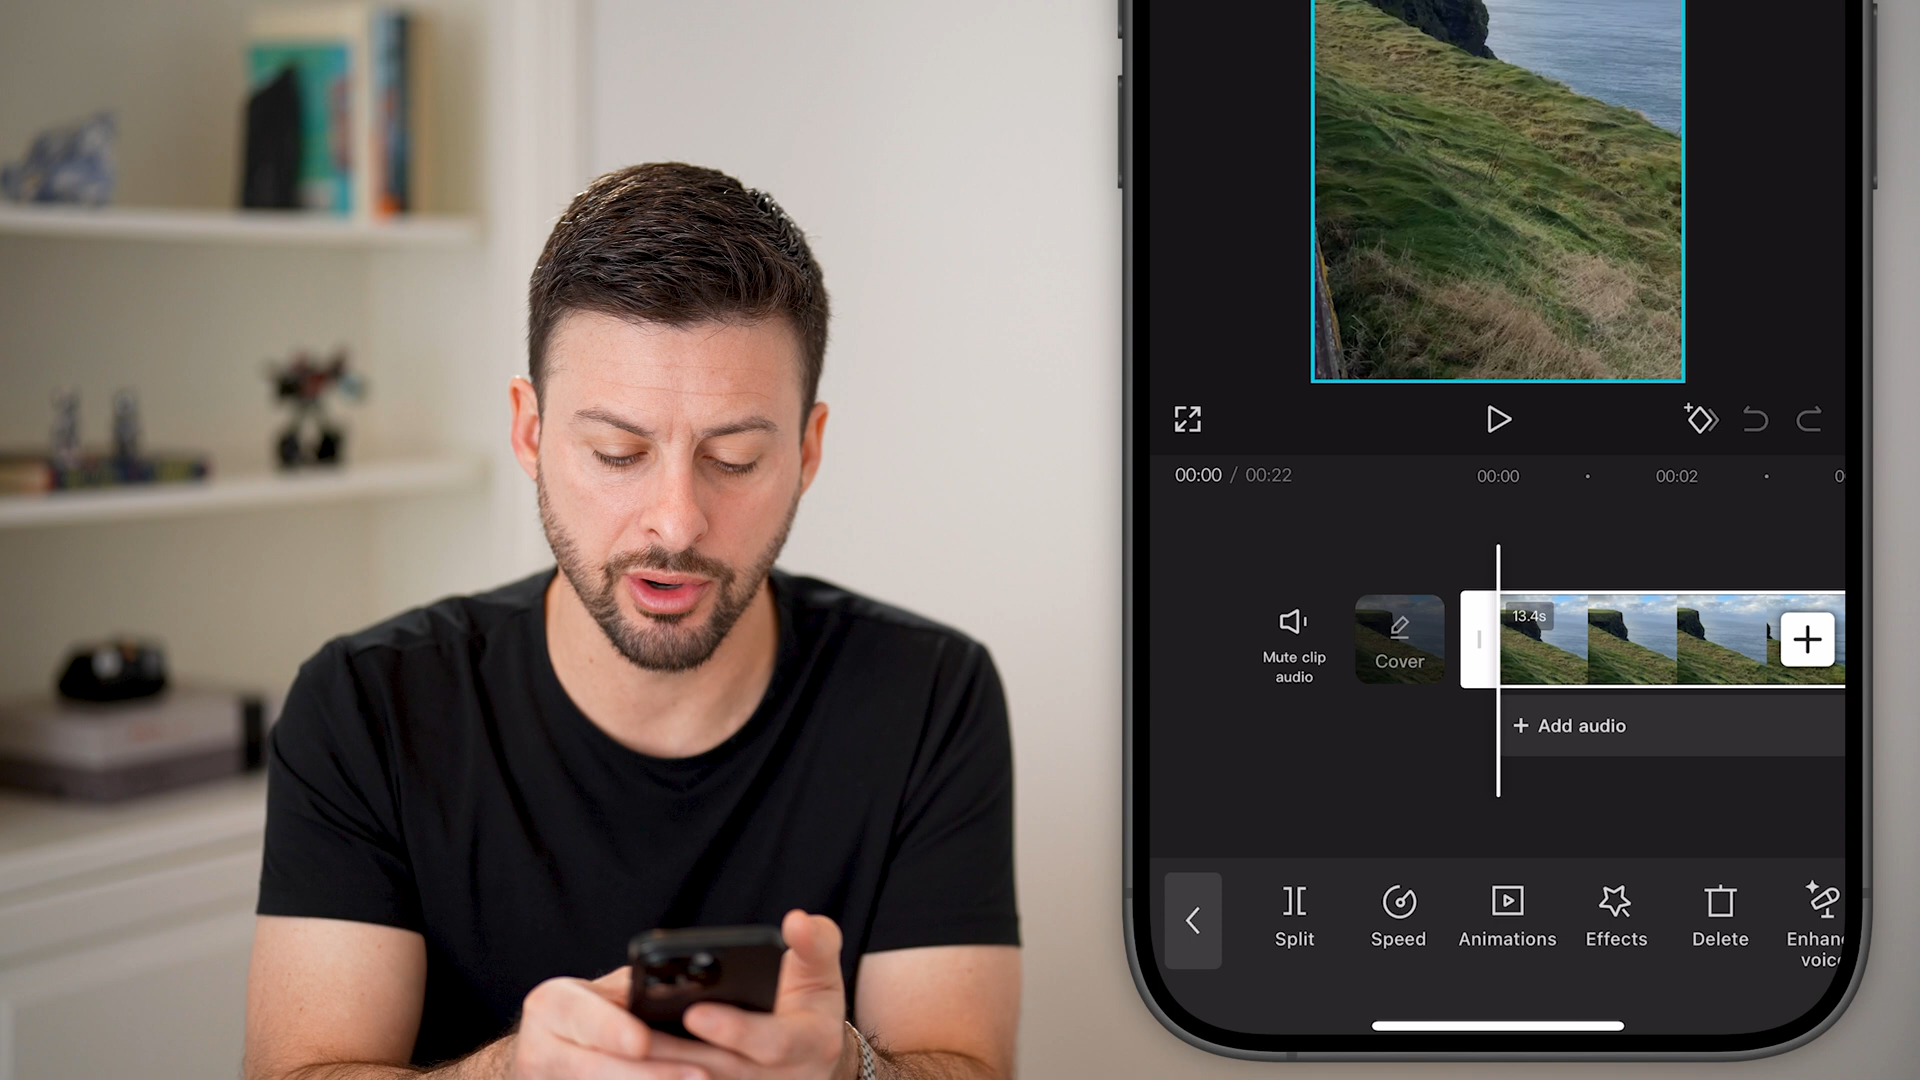 00:00 / 00:22
00:00
00:02
13.4s
Mute clip
audio
Cover
+ Add audio
Split
Speed
Animations
Effects
Delete